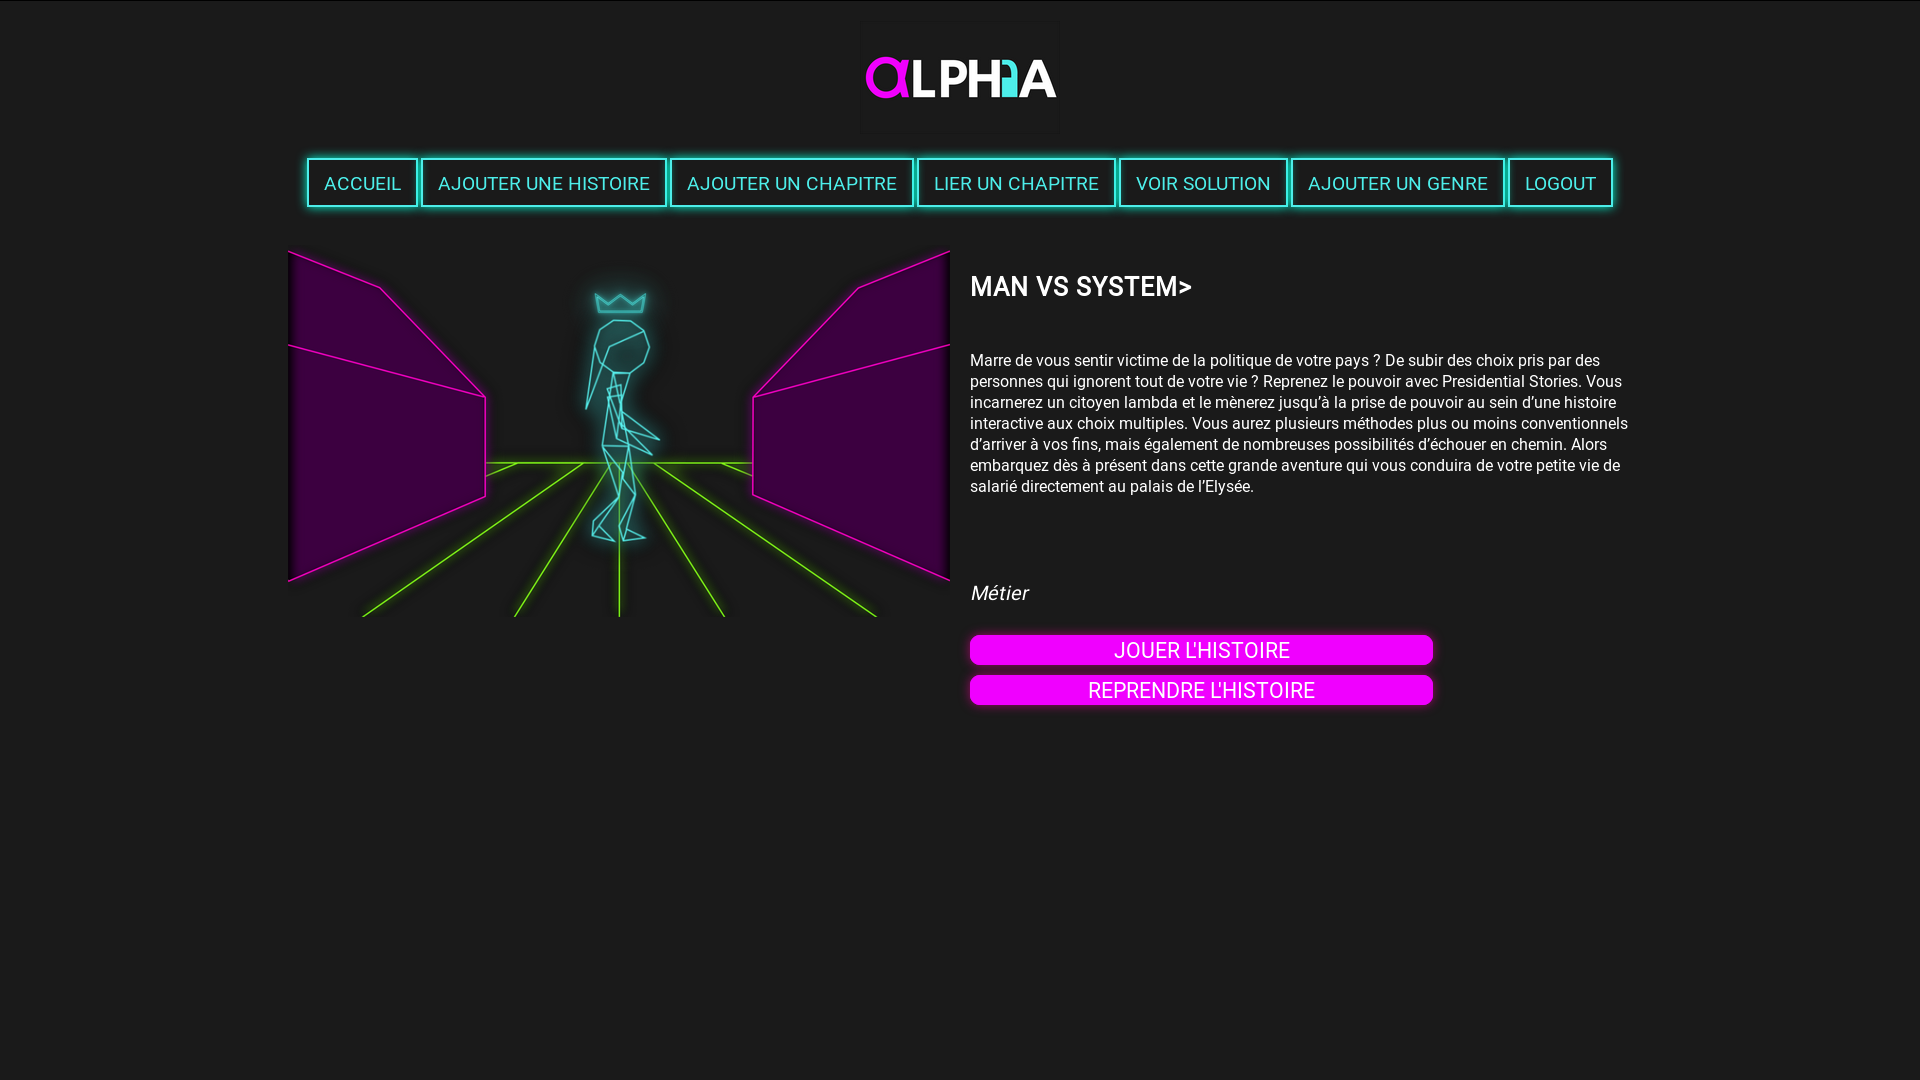 αLPHA
ACCUEIL
AJOUTER UNE HISTOIRE
AJOUTER UN CHAPITRE
LIER UN CHAPITRE
VOIR SOLUTION
AJOUTER UN GENRE
LOGOUT
MAN VS SYSTEM>
Marre de vous sentir victime de la politique de votre pays ? De subir des choix pris par des
personnes qui ignorent tout de votre vie ? Reprenez le pouvoir avec Presidential Stories. Vous
incarnerez un citoyen lambda et le mènerez jusqu’à la prise de pouvoir au sein d’une histoire
interactive aux choix multiples. Vous aurez plusieurs méthodes plus ou moins conventionnels
d’arriver à vos fins, mais également de nombreuses possibilités d’échouer en chemin. Alors
embarquez dès à présent dans cette grande aventure qui vous conduira de votre petite vie de
salarié directement au palais de l’Elysée.
Métier
JOUER L'HISTOIRE
REPRENDRE L'HISTOIRE